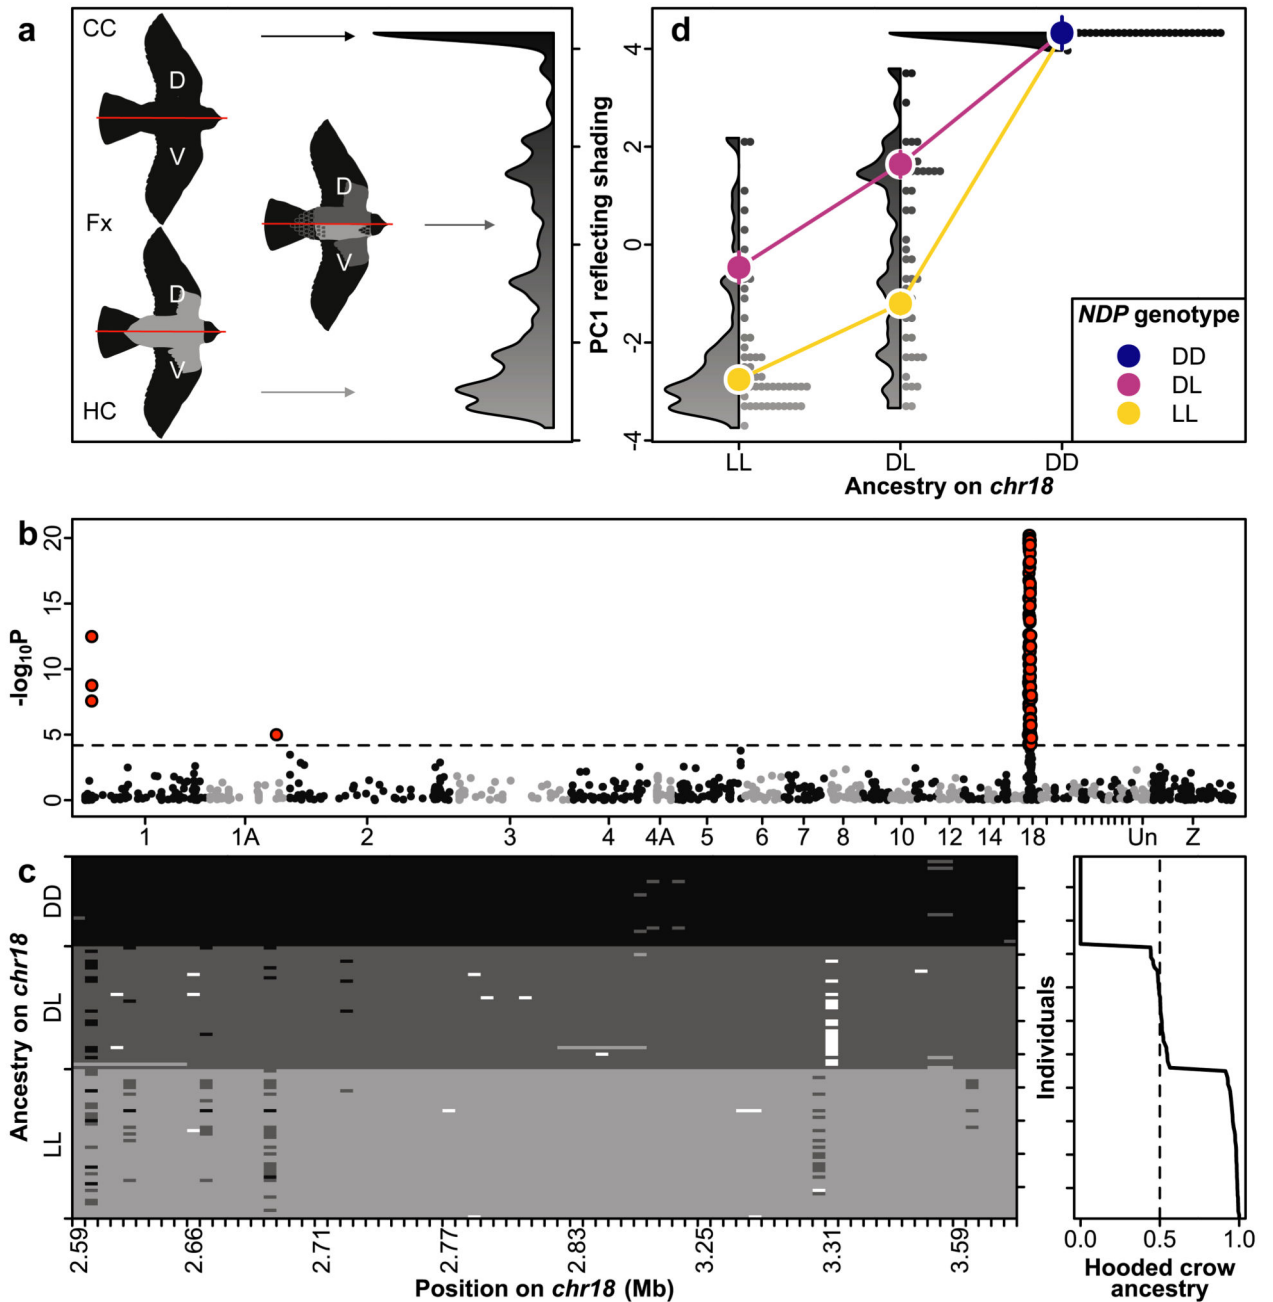 a
CC
D
V
Fx
D
V
D
V
HC
PC1 reflecting shading
d
4
2
0
-2
-4
NDP genotype
DD
DL
LL
LL DL DD
Ancestry on chr18
b
-log10P
20
15
10
5
0
1 1A 2 3 4 4A 5 6 7 8 10 12 14 18 Un Z
c
Ancestry on chr18
DD
DL
LL
2.59 2.66 2.71 2.77 2.83 3.25 3.31 3.59
Position on chr18 (Mb)
Individuals
0.0 0.5 1.0
Hooded crow
ancestry